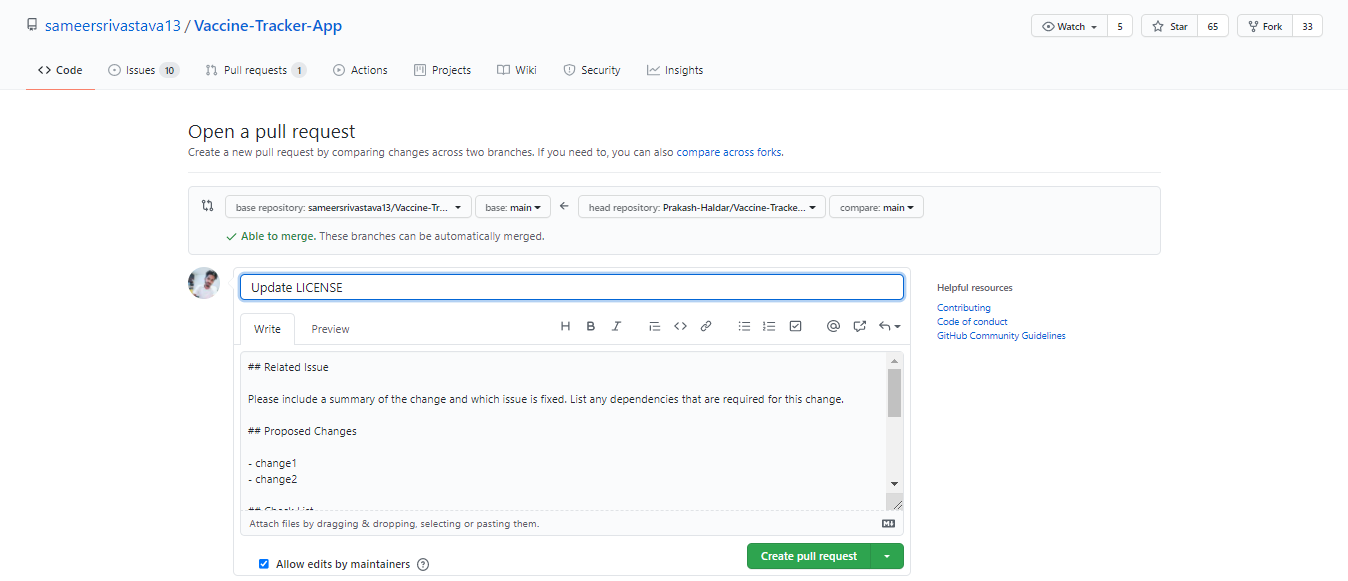 sameersrivastava13 / Vaccine-Tracker-App
Watch 5 Star 65 Fork 33
Code Issues 10 Pull requests 1 Actions Projects Wiki Security Insights
Open a pull request
Create a new pull request by comparing changes across two branches. If you need to, you can also compare across forks.
base repository: sameersrivastava13/Vaccine-Tr... base: main ← head repository: Prakash-Haldar/Vaccine-Tracke... compare: main
Able to merge. These branches can be automatically merged.
Update LICENSE
Write Preview
## Related Issue
Please include a summary of the change and which issue is fixed. List any dependencies that are required for this change.
## Proposed Changes
- change1
- change2
## Check List
Attach files by dragging & dropping, selecting or pasting them.
Allow edits by maintainers
Create pull request
Helpful resources
Contributing
Code of conduct
GitHub Community Guidelines